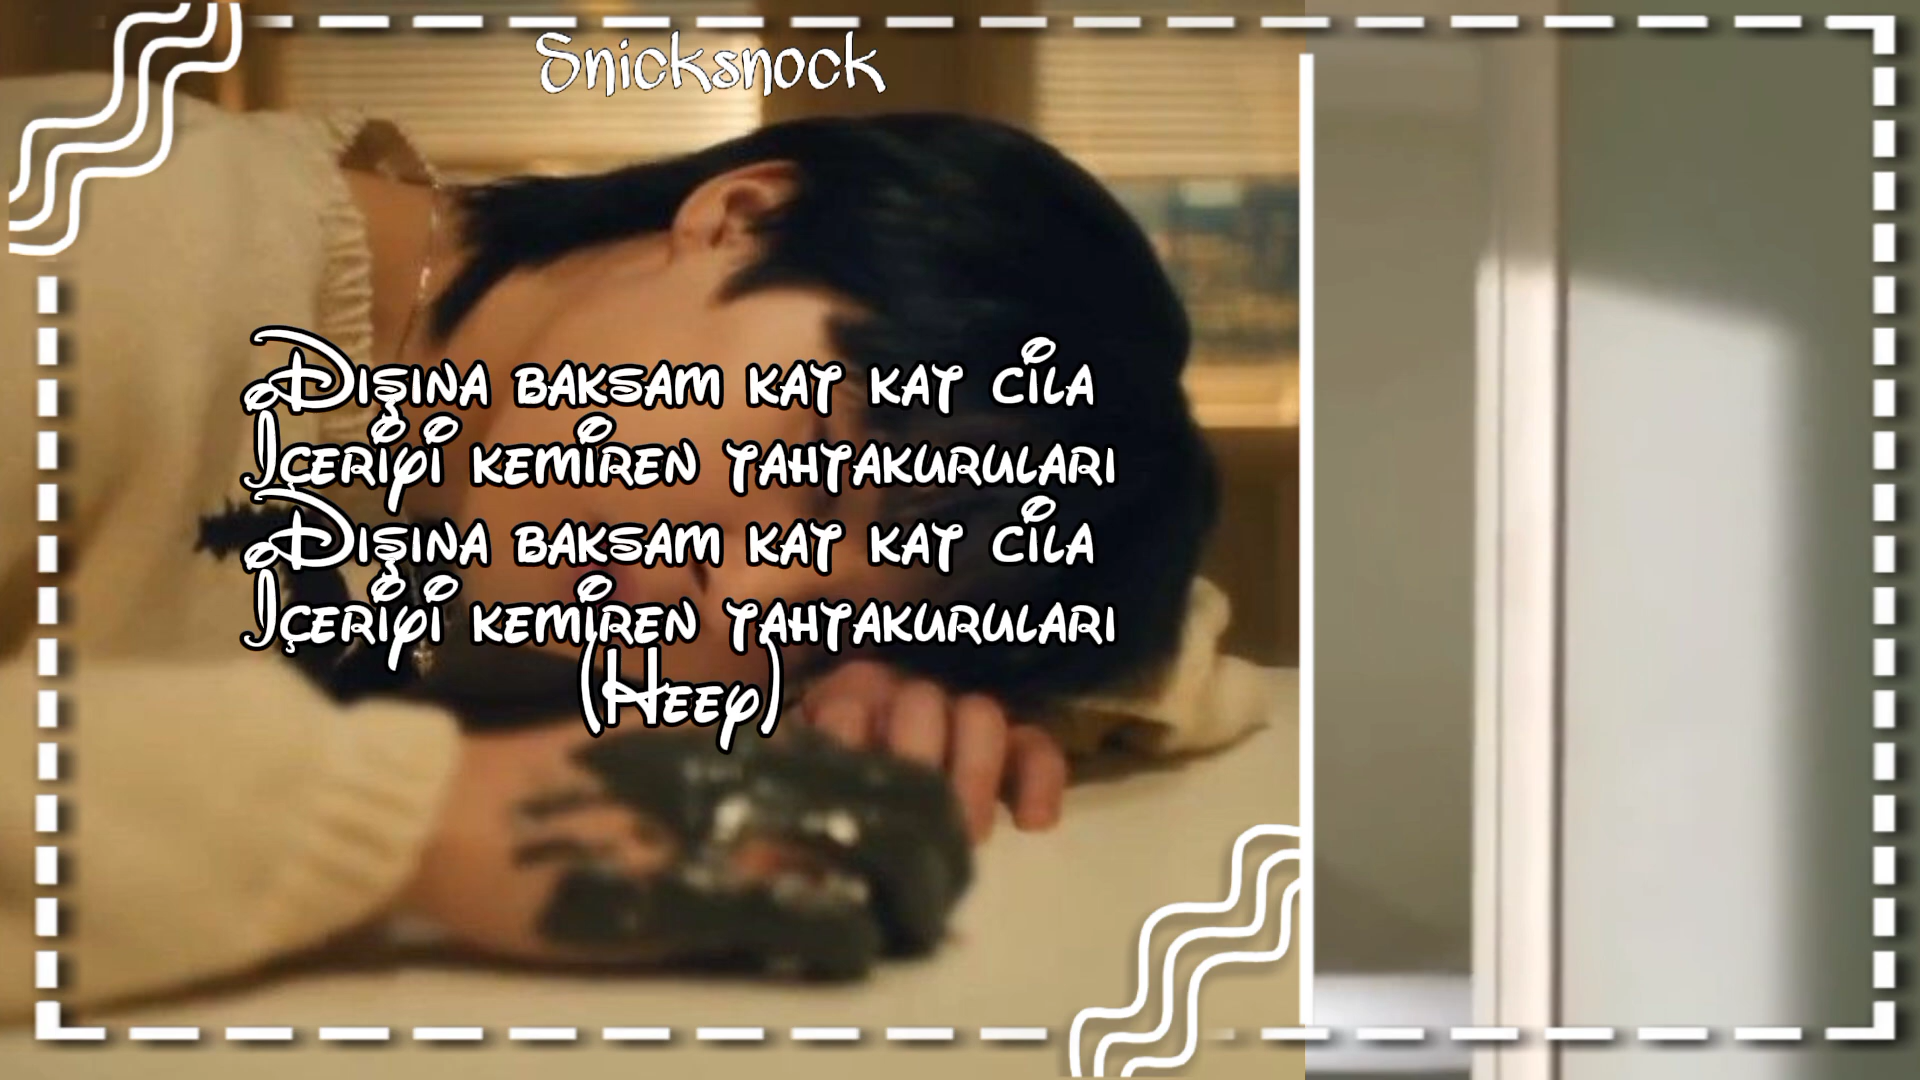 Snicksnock
Dışına baksam kat kat cila
İçeriyi kemiren tahtakuruları
Dışına baksam kat kat cila
İçeriyi kemiren tahtakuruları
(Heey)